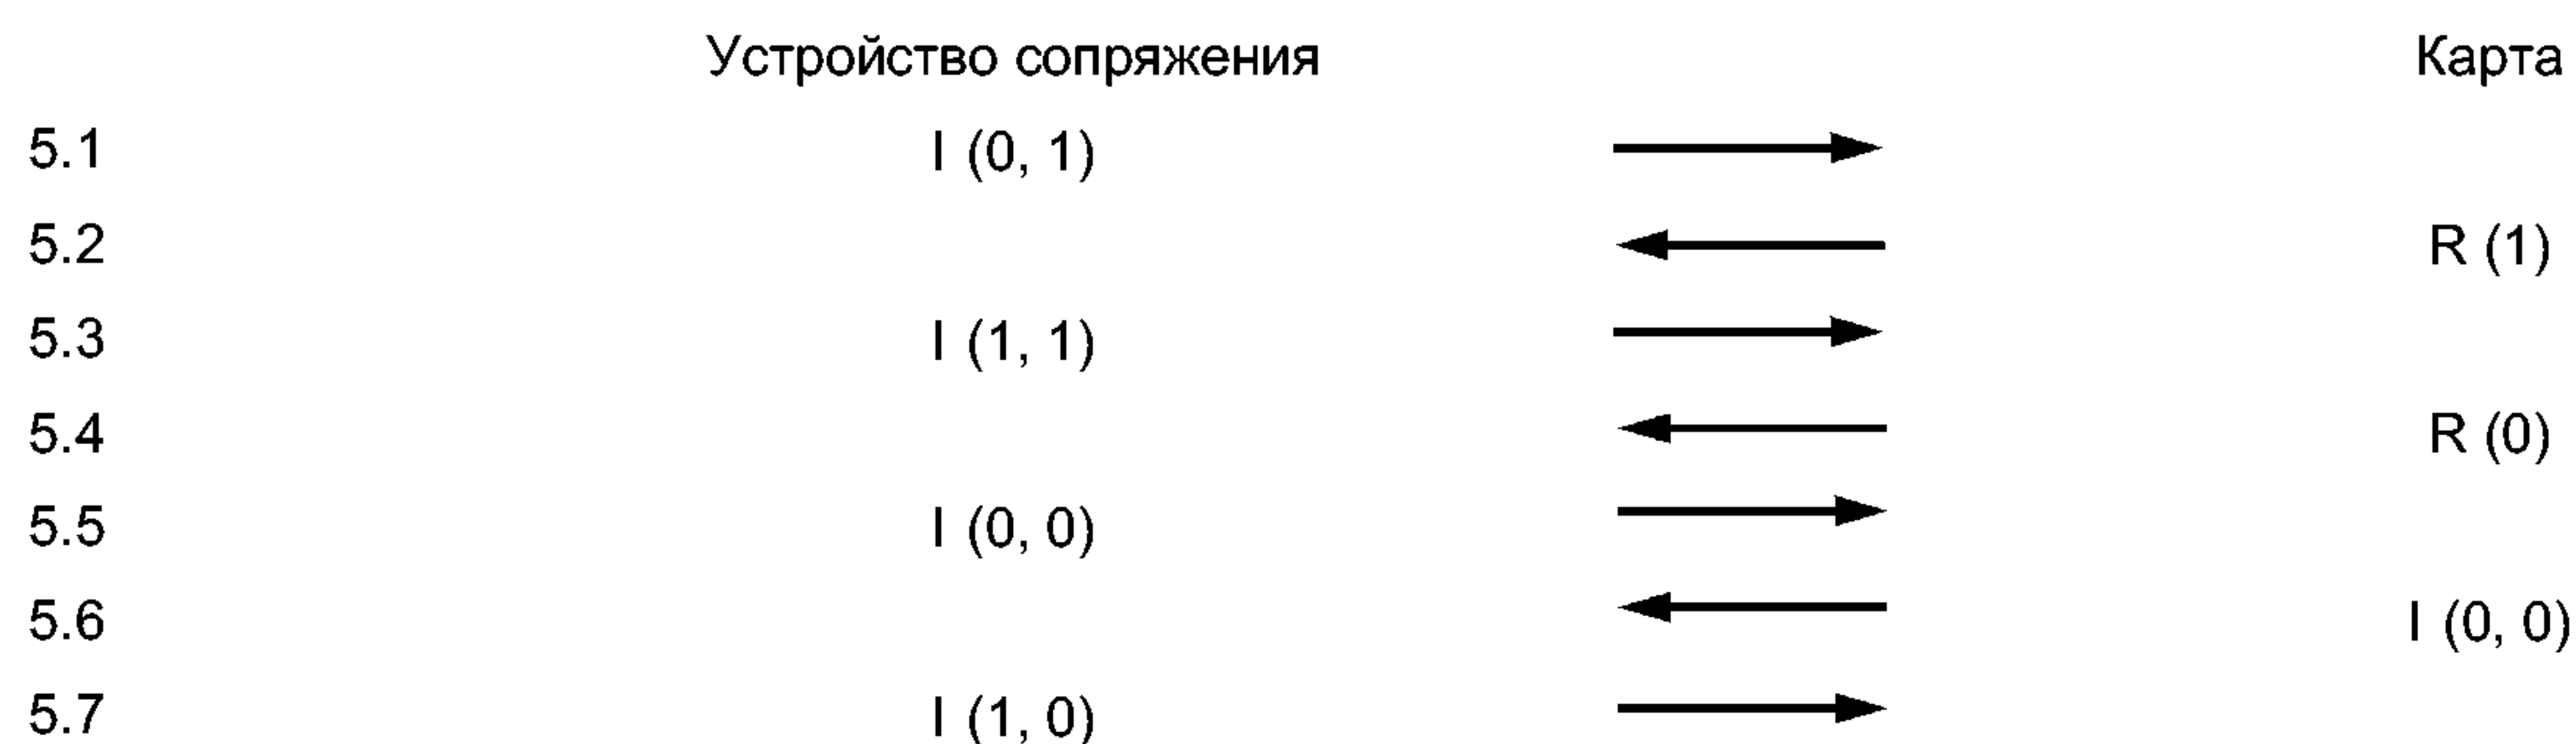 Устройство сопряжения Карта
5.1 I (0, 1)
5.2 R (1)
5.3 I (1, 1)
5.4 R (0)
5.5 I (0, 0)
5.6 I (0, 0)
5.7 I (1, 0)